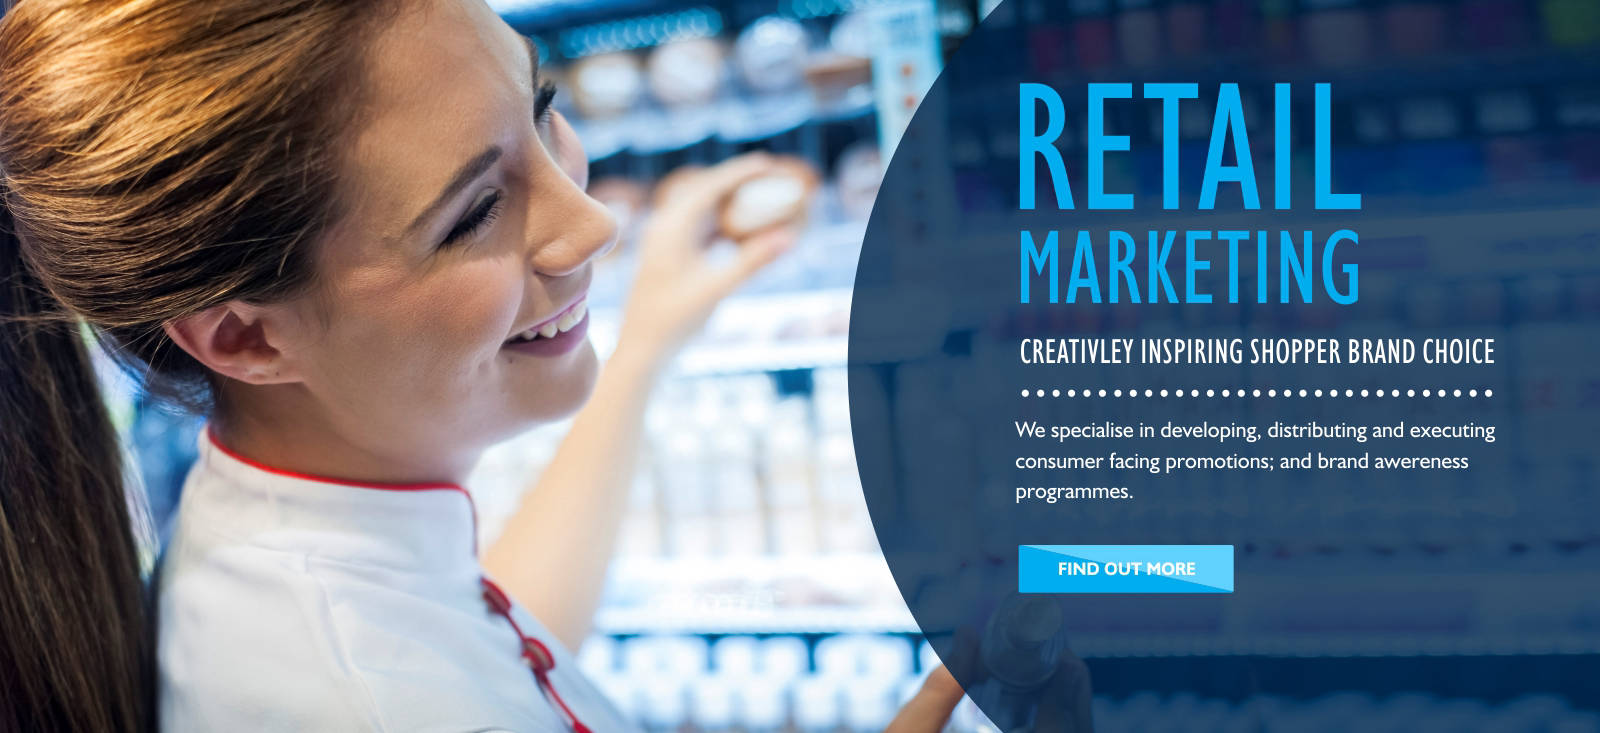 RETAIL
MARKETING
CREATIVLEY INSPIRING SHOPPER BRAND CHOICE
We specialise in developing, distributing and executing
consumer facing promotions; and brand awereness
programmes.
FIND OUT MORE